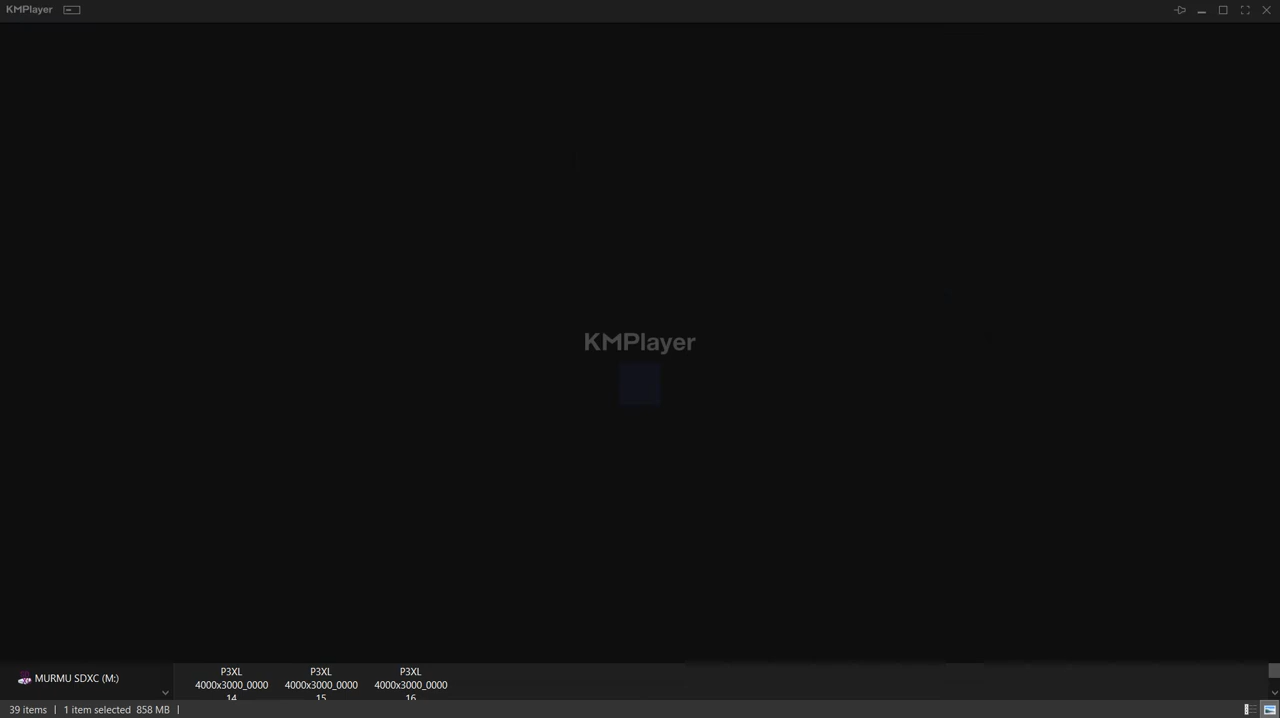 KMPlayer
KMPlayer
MURMU SDXC (M:)
P3XL
4000x3000_0000
14
P3XL
4000x3000_0000
15
P3XL
4000x3000_0000
16
39 items
1 item selected 858 MB